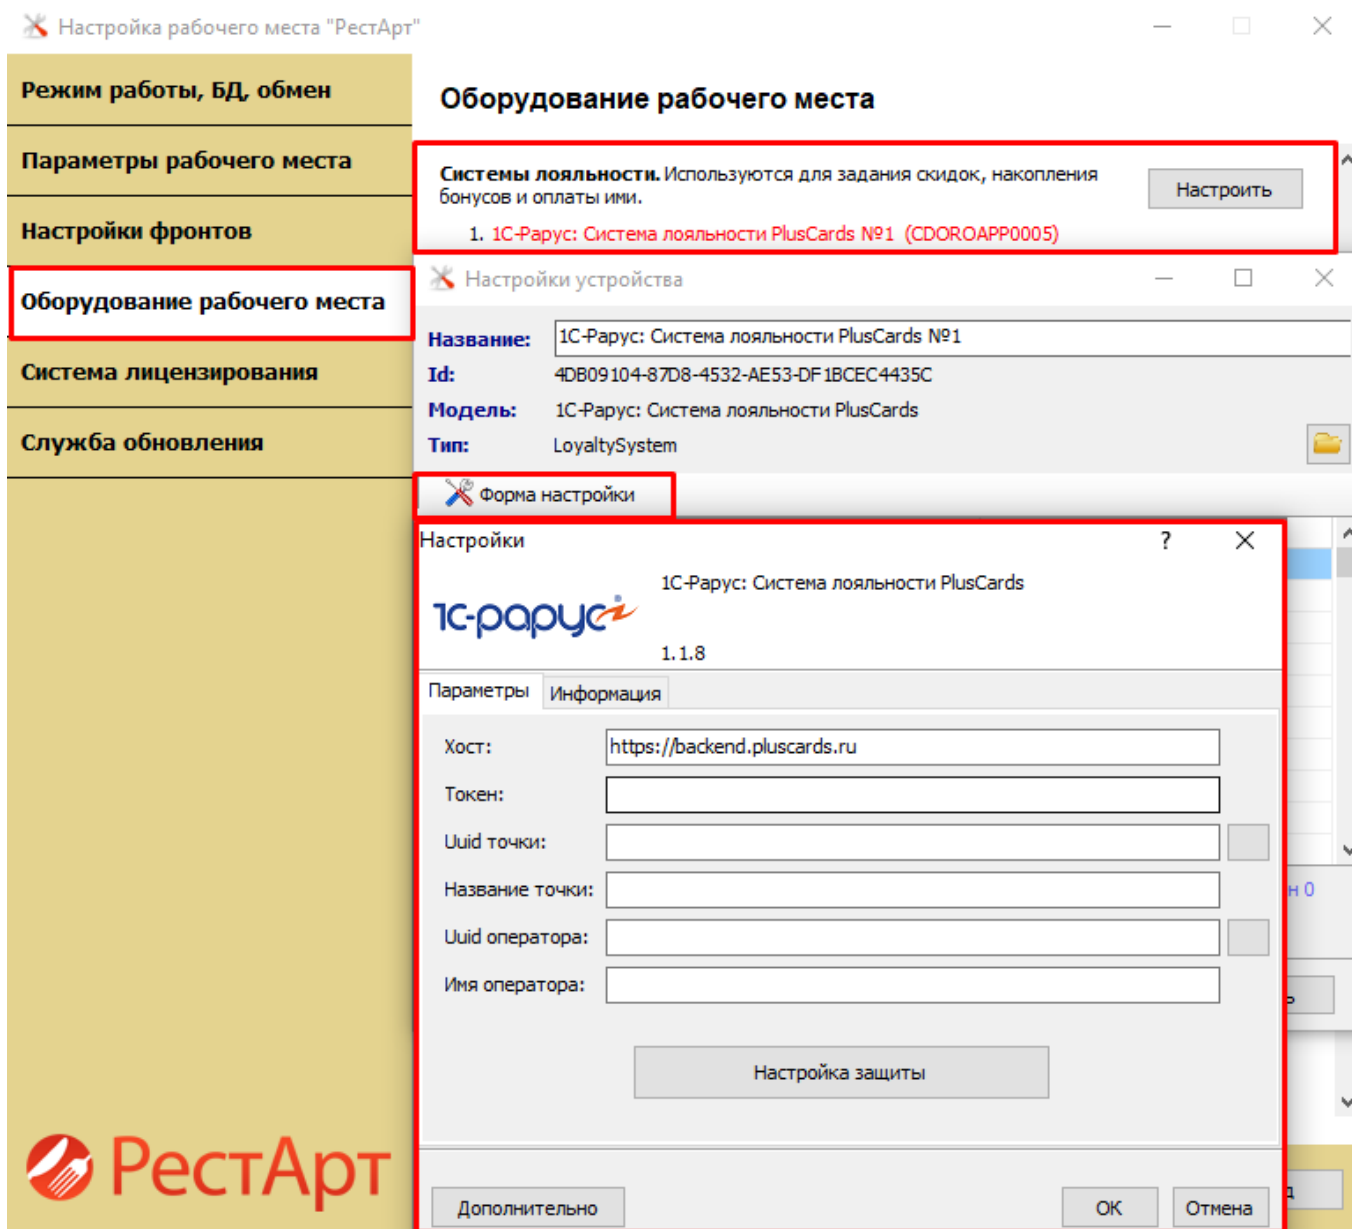 Настройка рабочего места "РестАрт"
Режим работы, БД, обмен
Параметры рабочего места
Настройки фронтов
Оборудование рабочего места
Система лицензирования
Служба обновления
РестАрт
Оборудование рабочего места
Системы лояльности. Используются для задания скидок, накопления
бонусов и оплаты ими.
Настроить
1. 1С-Рарус: Система лояльности PlusCards №1 (CDOROAPP0005)
Настройки устройства
Название: 1С-Рарус: Система лояльности PlusCards №1
Id: 4DB09104-87D8-4532-AE53-DF1BCEC4435C
Модель: 1С-Рарус: Система лояльности PlusCards
Тип: LoyaltySystem
Форма настройки
Настройки ?
1С-Рарус: Система лояльности PlusCards
1С-рарус
1.1.8
Параметры Информация
Хост: https://backend.pluscards.ru
Токен:
Uuid точки:
Название точки:
н 0
Uuid оператора:
Имя оператора:
ь
Настройка защиты
Дополнительно ОК Отмена